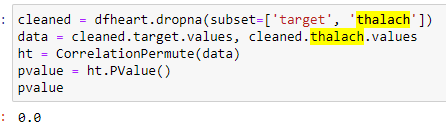 : cleaned = dfheart.dropna(subset=['target', 'thalach'])
data = cleaned.target.values, cleaned.thalach.values
ht = CorrelationPermute(data)
pvalue = ht.PValue()
pvalue
: 0.0